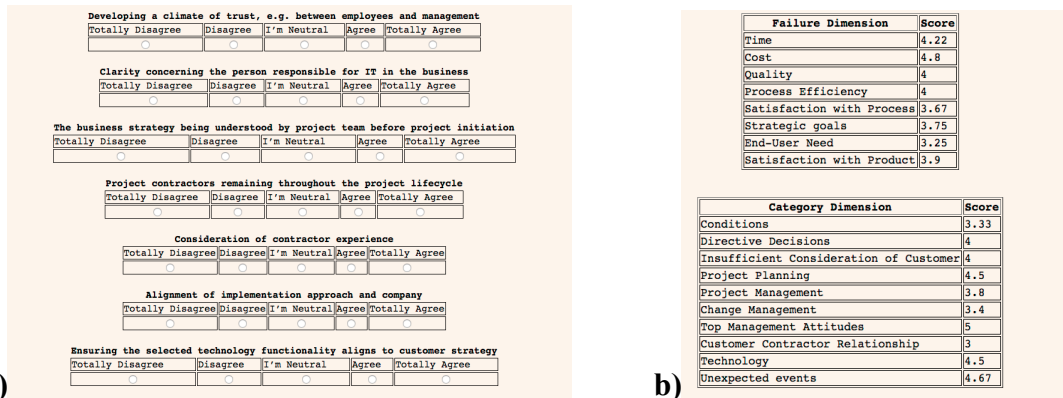 Developing a climate of trust, e.g. between employees and management
Totally Disagree Disagree I'm Neutral Agree Totally Agree
Clarity concerning the person responsible for IT in the business
Totally Disagree Disagree I'm Neutral Agree Totally Agree
The business strategy being understood by project team before project initiation
Totally Disagree Disagree I'm Neutral Agree Totally Agree
Project contractors remaining throughout the project lifecycle
Totally Disagree Disagree I'm Neutral Agree Totally Agree
Consideration of contractor experience
Totally Disagree Disagree I'm Neutral Agree Totally Agree
Alignment of implementation approach and company
Totally Disagree Disagree I'm Neutral Agree Totally Agree
Ensuring the selected technology functionality aligns to customer strategy
Totally Disagree Disagree I'm Neutral Agree Totally Agree
)
b)
Failure Dimension Score
Time 4.22
Cost 4.8
Quality 4
Process Efficiency 4
Satisfaction with Process 3.67
Strategic goals 3.75
End-User Need 3.25
Satisfaction with Product 3.9
Category Dimension Score
Conditions 3.33
Directive Decisions 4
Insufficient Consideration of Customer 4
Project Planning 4.5
Project Management 3.8
Change Management 3.4
Top Management Attitudes 5
Customer Contractor Relationship 3
Technology 4.5
Unexpected events 4.67